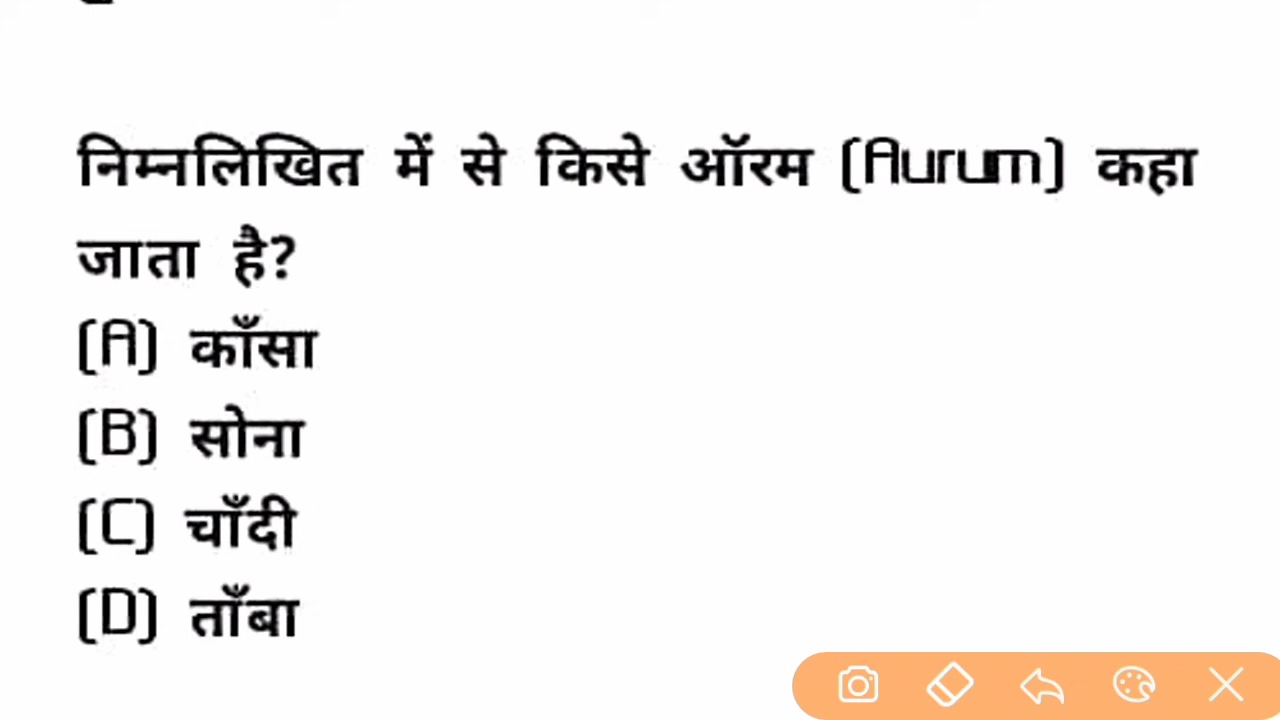 निम्नलिखित में से किसे ऑरम (Aurum) कहा
जाता है?
(A) काँसा
(B) सोना
(C) चाँदी
(D) ताँबा